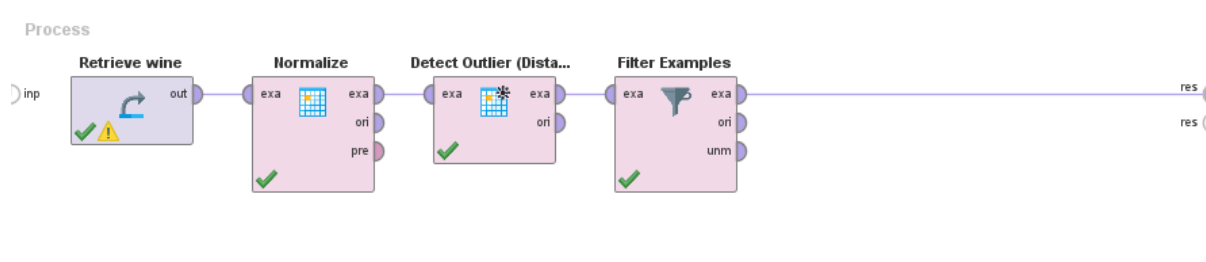 Process
Retrieve wine
Normalize
Detect Outlier (Dista...
Filter Examples
inp
out
exa
exa
exa
exa
exa
exa
res
ori
ori
ori
res
pre
unm